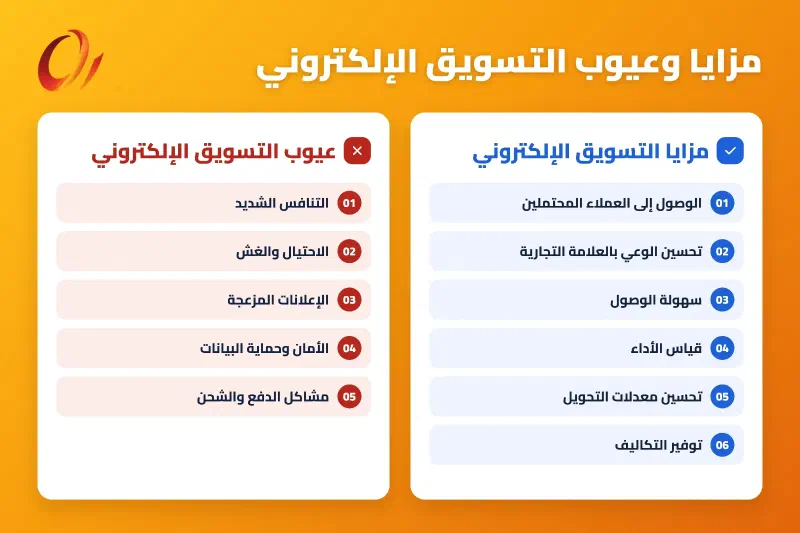 مزايا وعيوب التسويق الإلكتروني
مزايا التسويق الإلكتروني
01 الوصول إلى العملاء المحتملين
02 تحسين الوعي بالعلامة التجارية
03 سهولة الوصول
04 قياس الأداء
05 تحسين معدلات التحويل
06 توفير التكاليف
عيوب التسويق الإلكتروني
01 التنافس الشديد
02 الاحتيال والغش
03 الإعلانات المزعجة
04 الأمان وحماية البيانات
05 مشاكل الدفع والشحن